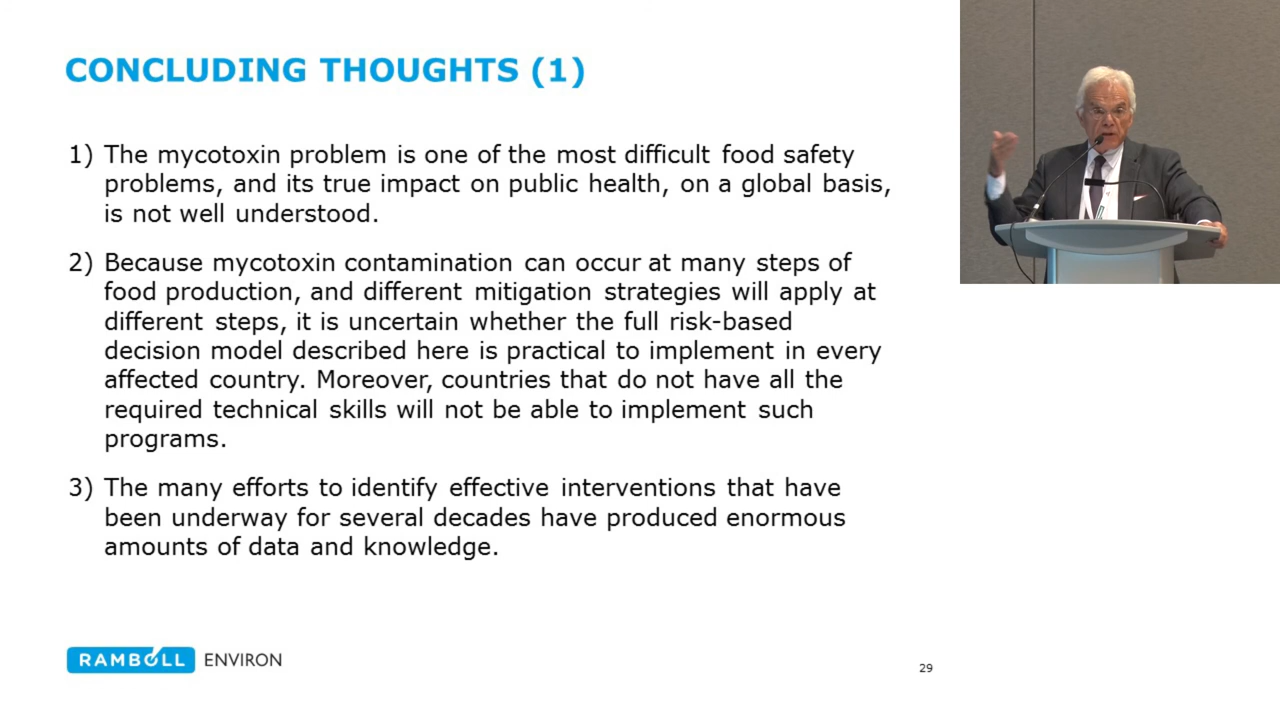 CONCLUDING THOUGHTS (1)
1) The mycotoxin problem is one of the most difficult food safety
problems, and its true impact on public health, on a global basis,
is not well understood.
2) Because mycotoxin contamination can occur at many steps of
food production, and different mitigation strategies will apply at
different steps, it is uncertain whether the full risk-based
decision model described here is practical to implement in every
affected country. Moreover, countries that do not have all the
required technical skills will not be able to implement such
programs.
3) The many efforts to identify effective interventions that have
been underway for several decades have produced enormous
amounts of data and knowledge.
RAMBOLL ENVIRON
29